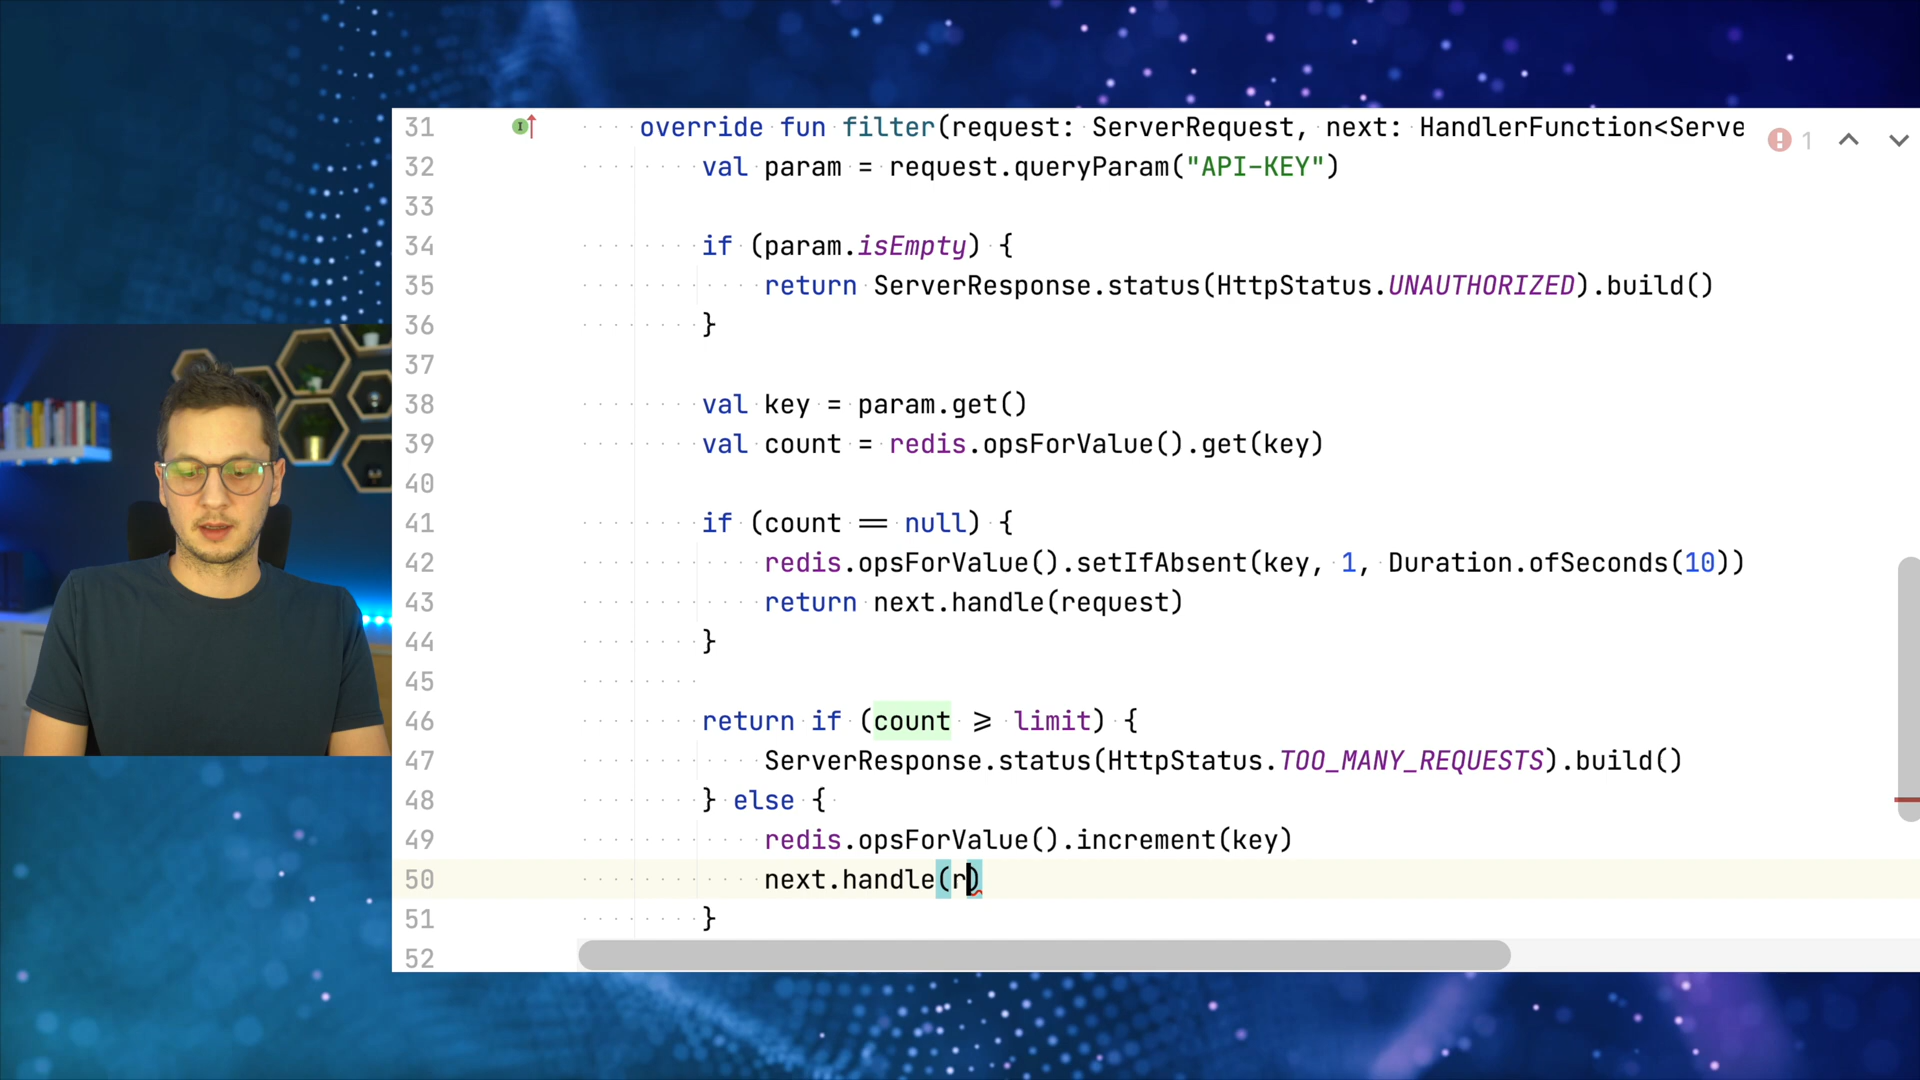 31 override fun filter(request: ServerRequest, next: HandlerFunction<Serve
1
32 val param = request.queryParam("API-KEY")
33
34 if (param.isEmpty) {
35 return ServerResponse.status(HttpStatus.UNAUTHORIZED).build()
36 }
37
38 val key = param.get()
39 val count = redis.opsForValue().get(key)
40
41 if (count == null) {
42 redis.opsForValue().setIfAbsent(key, 1, Duration.ofSeconds(10))
43 return next.handle(request)
44 }
45
46 return if (count >= limit) {
47 ServerResponse.status(HttpStatus.TOO_MANY_REQUESTS).build()
48 } else {
49 redis.opsForValue().increment(key)
50 next.handle(r)
51 }
52